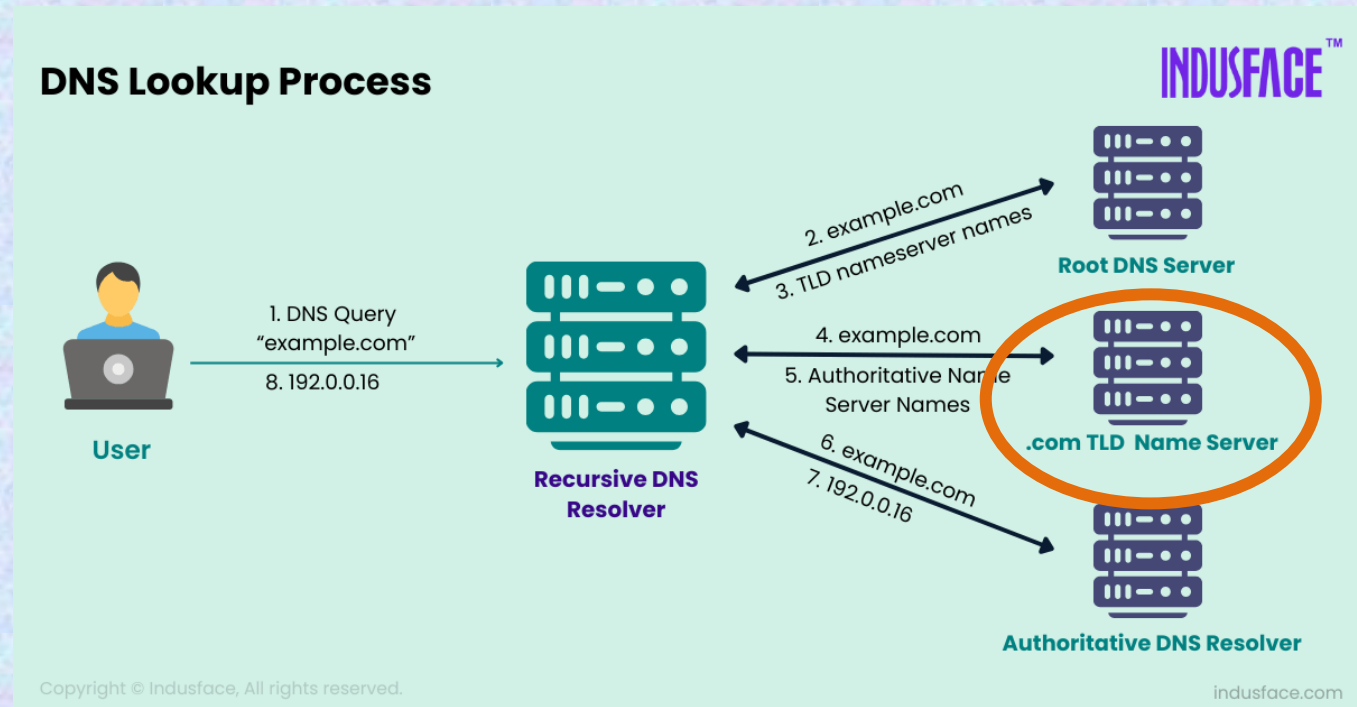 DNS Lookup Process
INDUSFACE™
2. example.com
3. TLD nameserver names
Root DNS Server
1. DNS Query
“example.com”
8. 192.0.0.16
User
Recursive DNS
Resolver
4. example.com
5. Authoritative Name
Server Names
.com TLD Name Server
6. example.com
7. 192.0.0.16
Authoritative DNS Resolver
Copyright © Indusface, All rights reserved.
indusface.com